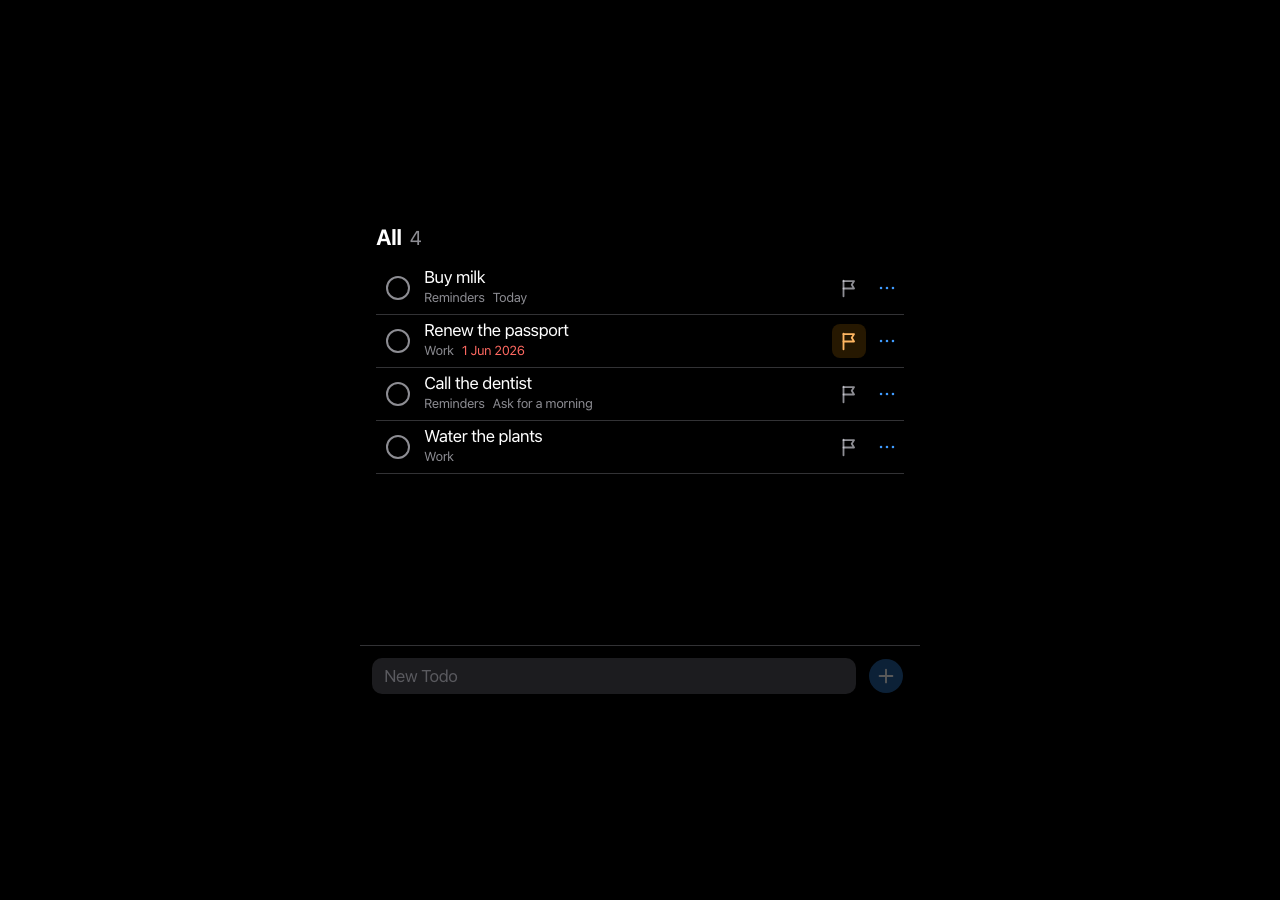 All 4
Buy milk
Reminders Today
Renew the passport
Work 1 Jun 2026
Call the dentist
Reminders Ask for a morning
Water the plants
Work
New Todo